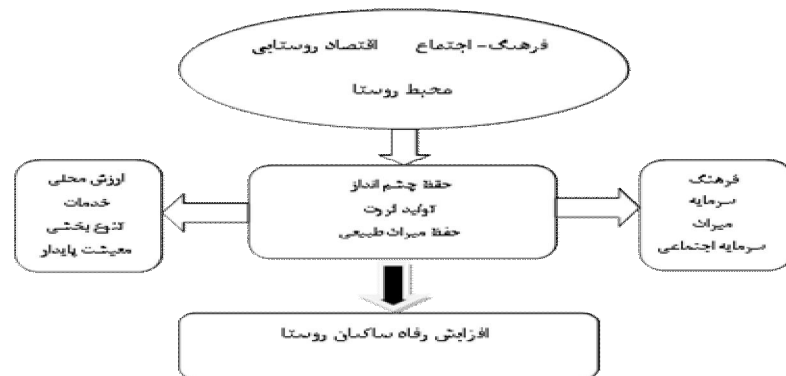 فرهنگ- اجتماع اقتصاد روستایی
محیط روستا
حفظ چشم انداز
تولید ثروت
حفظ میراث طبیعی
فرهنگ
سرمایه
میراث
سرمایه اجتماعی
ارزش محلی
خدمات
تنوع بخشی
معیشت پایدار
افزایش رفاه ساکنان روستا